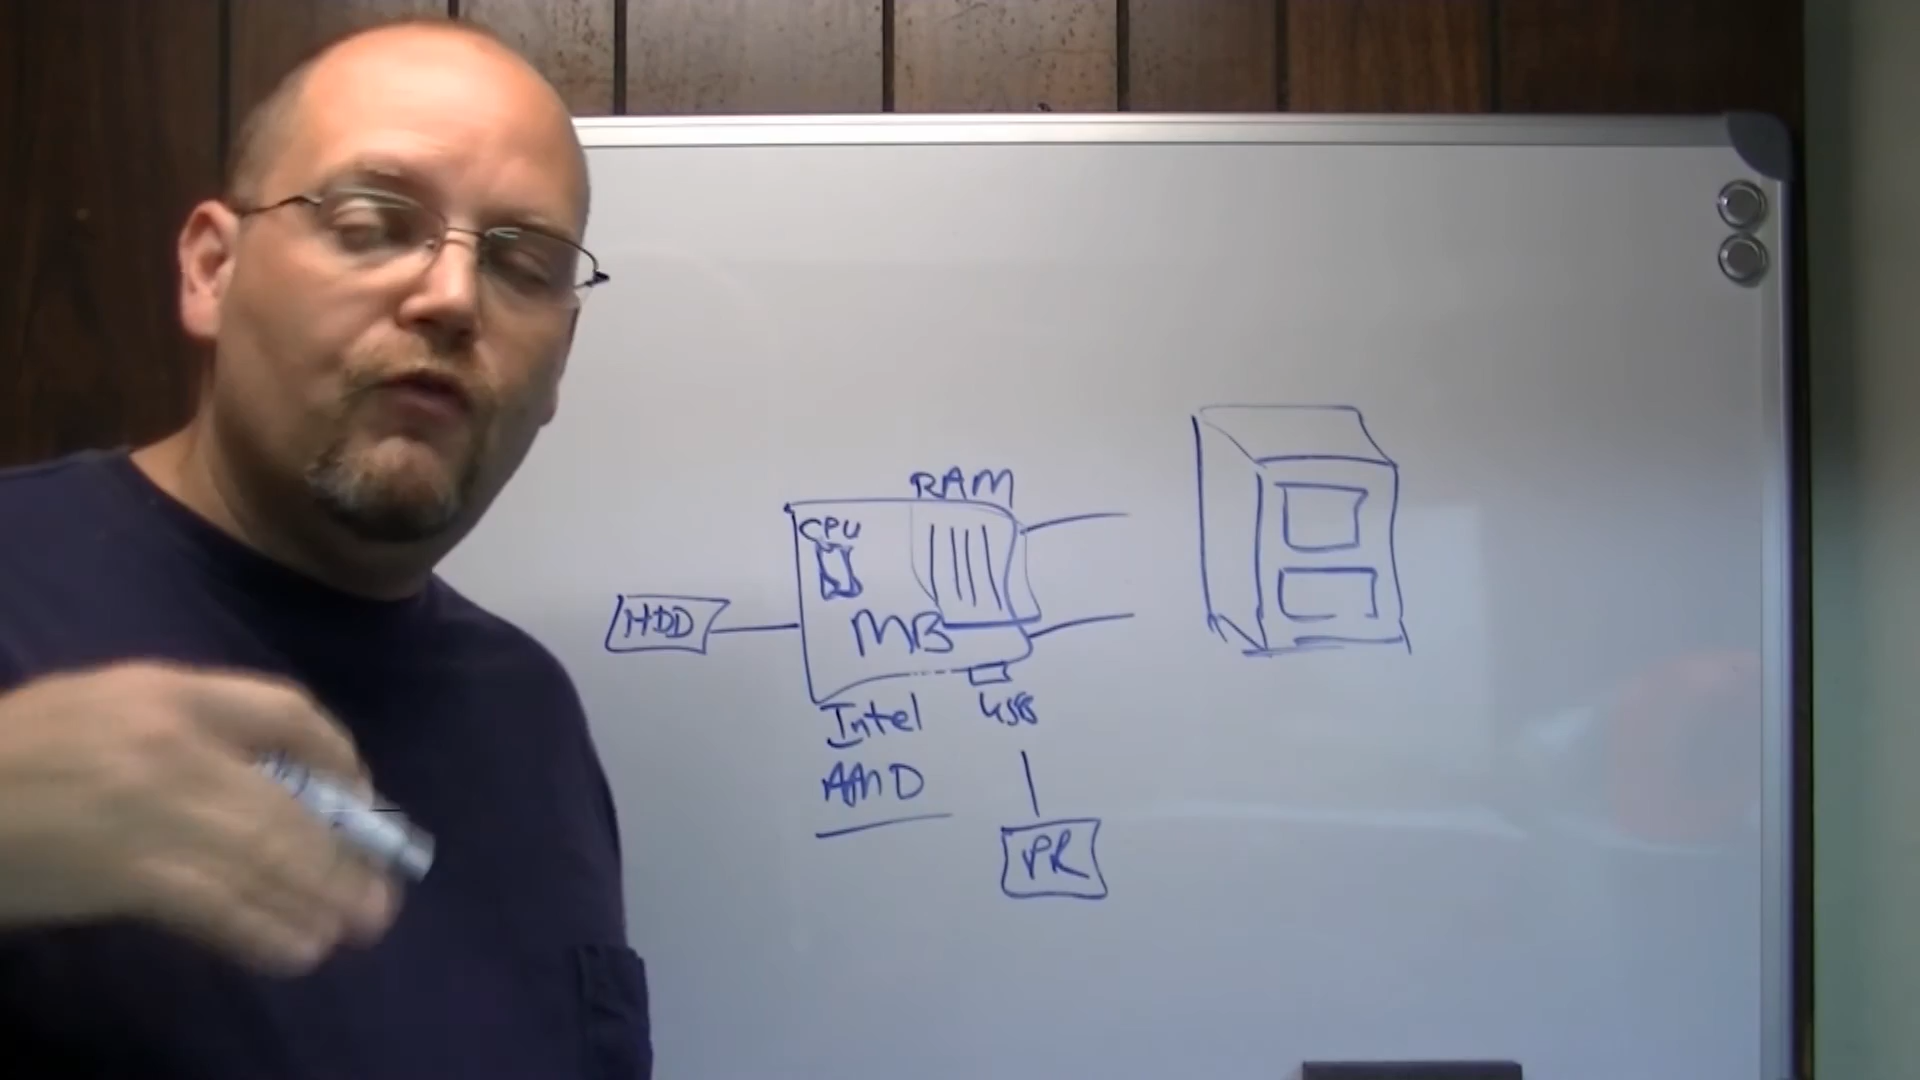 RAM
CPU
HDD
MB
Intel USB
AMD
PR